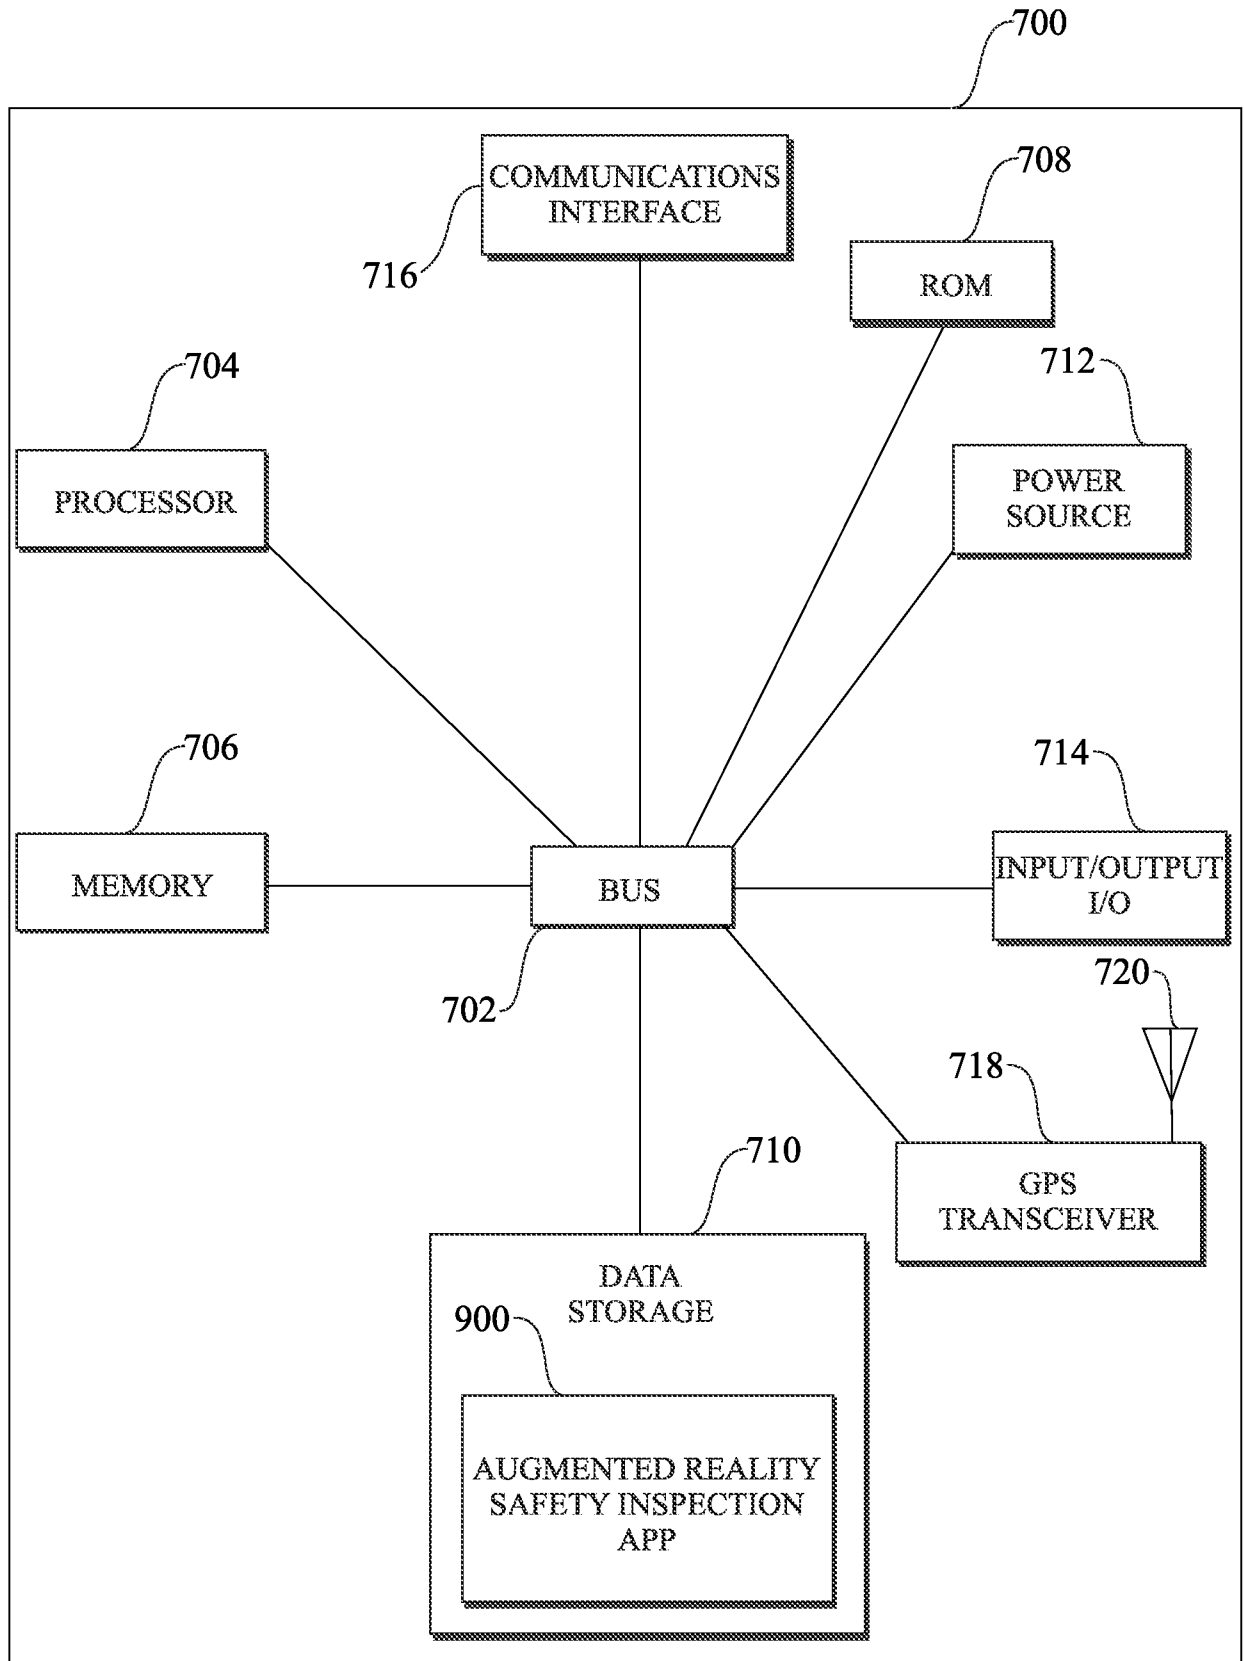 700
COMMUNICATIONS
INTERFACE
716
708
ROM
704
PROCESSOR
712
POWER
SOURCE
706
MEMORY
714
INPUT/OUTPUT
I/O
BUS
702
720
718
GPS
TRANSCEIVER
710
DATA
STORAGE
900
AUGMENTED REALITY
SAFETY INSPECTION
APP